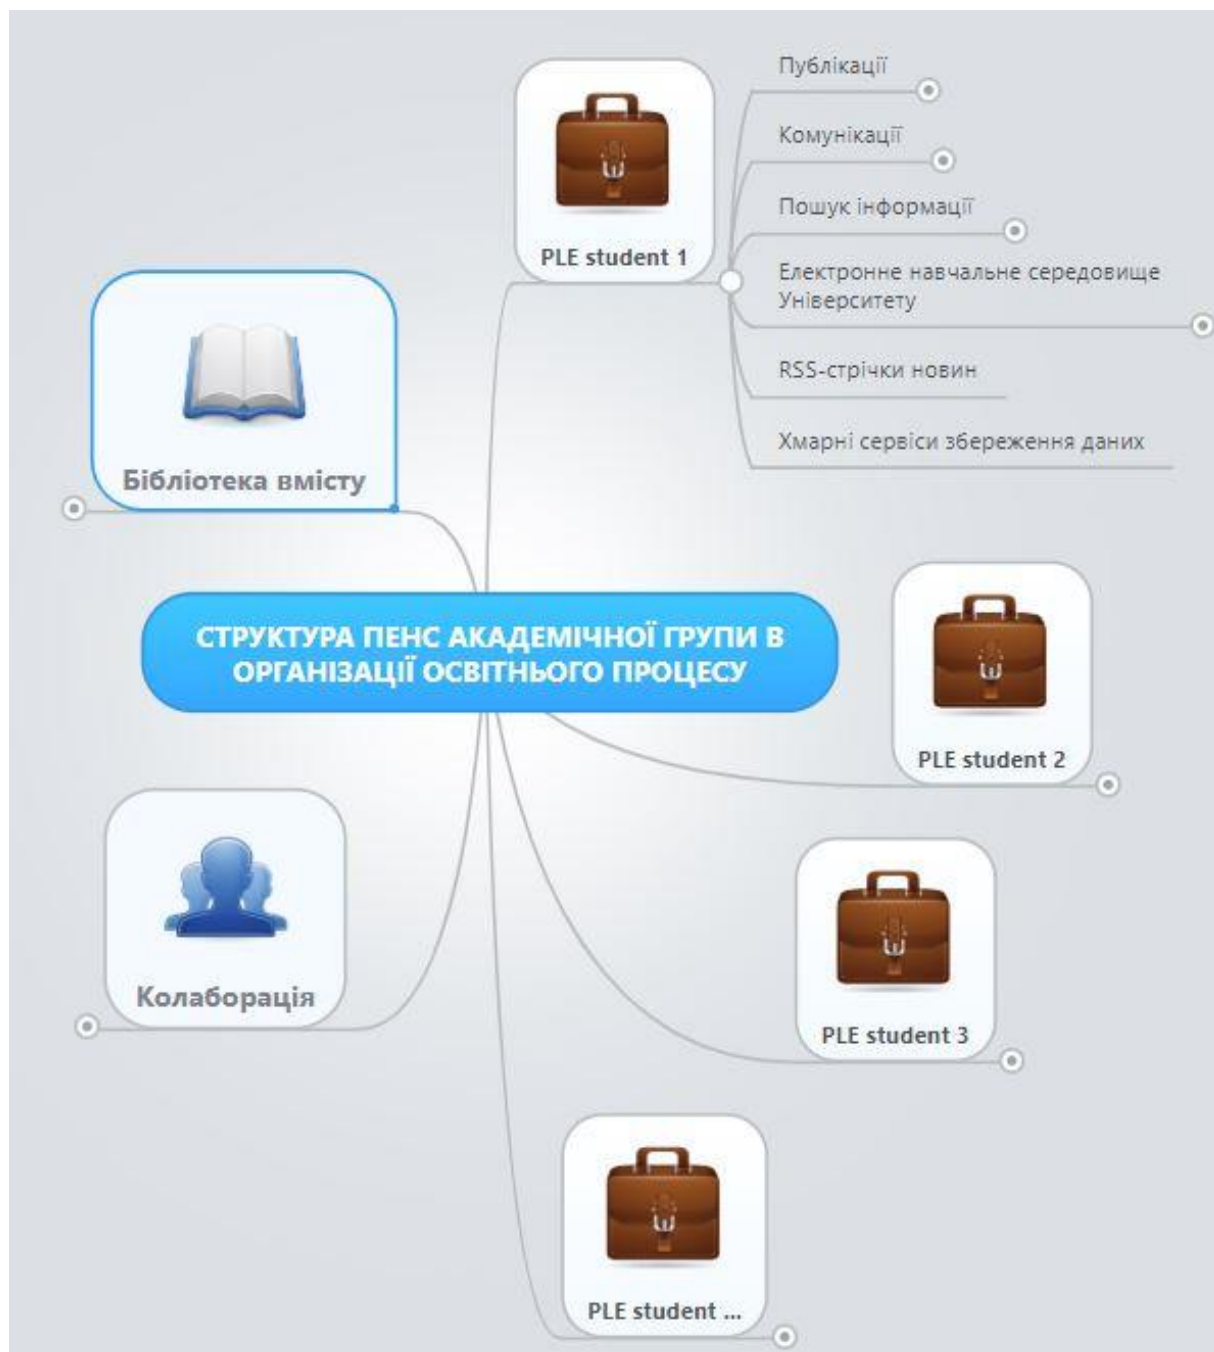 Публікації
Комунікації
Пошук інформації
PLE student 1
Електронне навчальне середовище
Університету
RSS-стрічки новин
Хмарні сервіси збереження даних
Бібліотека вмісту
СТРУКТУРА ПЕНС АКАДЕМІЧНОЇ ГРУПИ В
ОРГАНІЗАЦІЇ ОСВІТНЬОГО ПРОЦЕСУ
PLE student 2
Колаборація
PLE student 3
PLE student ...